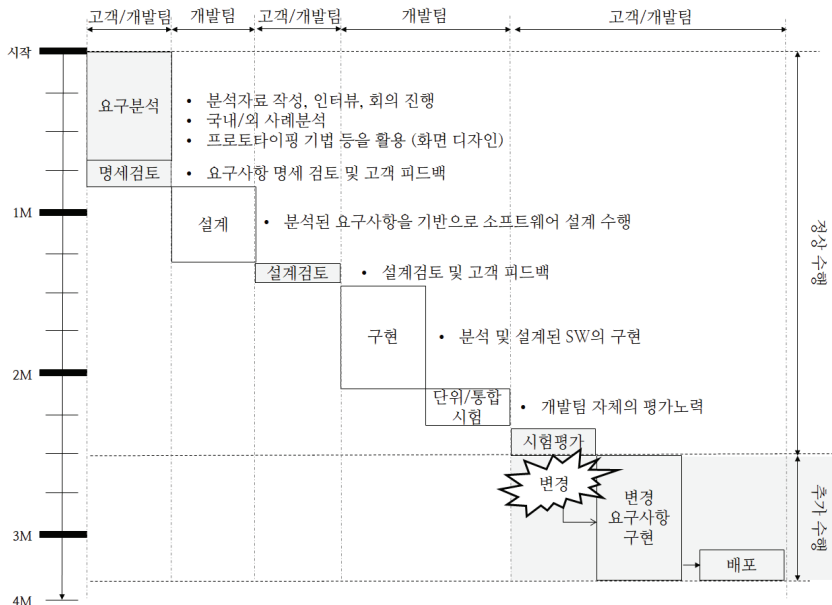 고객/개발팀
개발팀
고객/개발팀
개발팀
고객/개발팀
시작
요구분석
• 분석자료 작성, 인터뷰, 회의 진행
• 국내/외 사례분석
• 프로토타이핑 기법 등을 활용 (화면 디자인)
명세검토
• 요구사항 명세 검토 및 고객 피드백
1M
설계
• 분석된 요구사항을 기반으로 소프트웨어 설계 수행
정상 수행
설계검토
• 설계검토 및 고객 피드백
구현
• 분석 및 설계된 SW의 구현
2M
단위/통합
시험
• 개발팀 자체의 평가노력
시험평가
변경
변경
요구사항
구현
추가 수행
3M
배포
4M